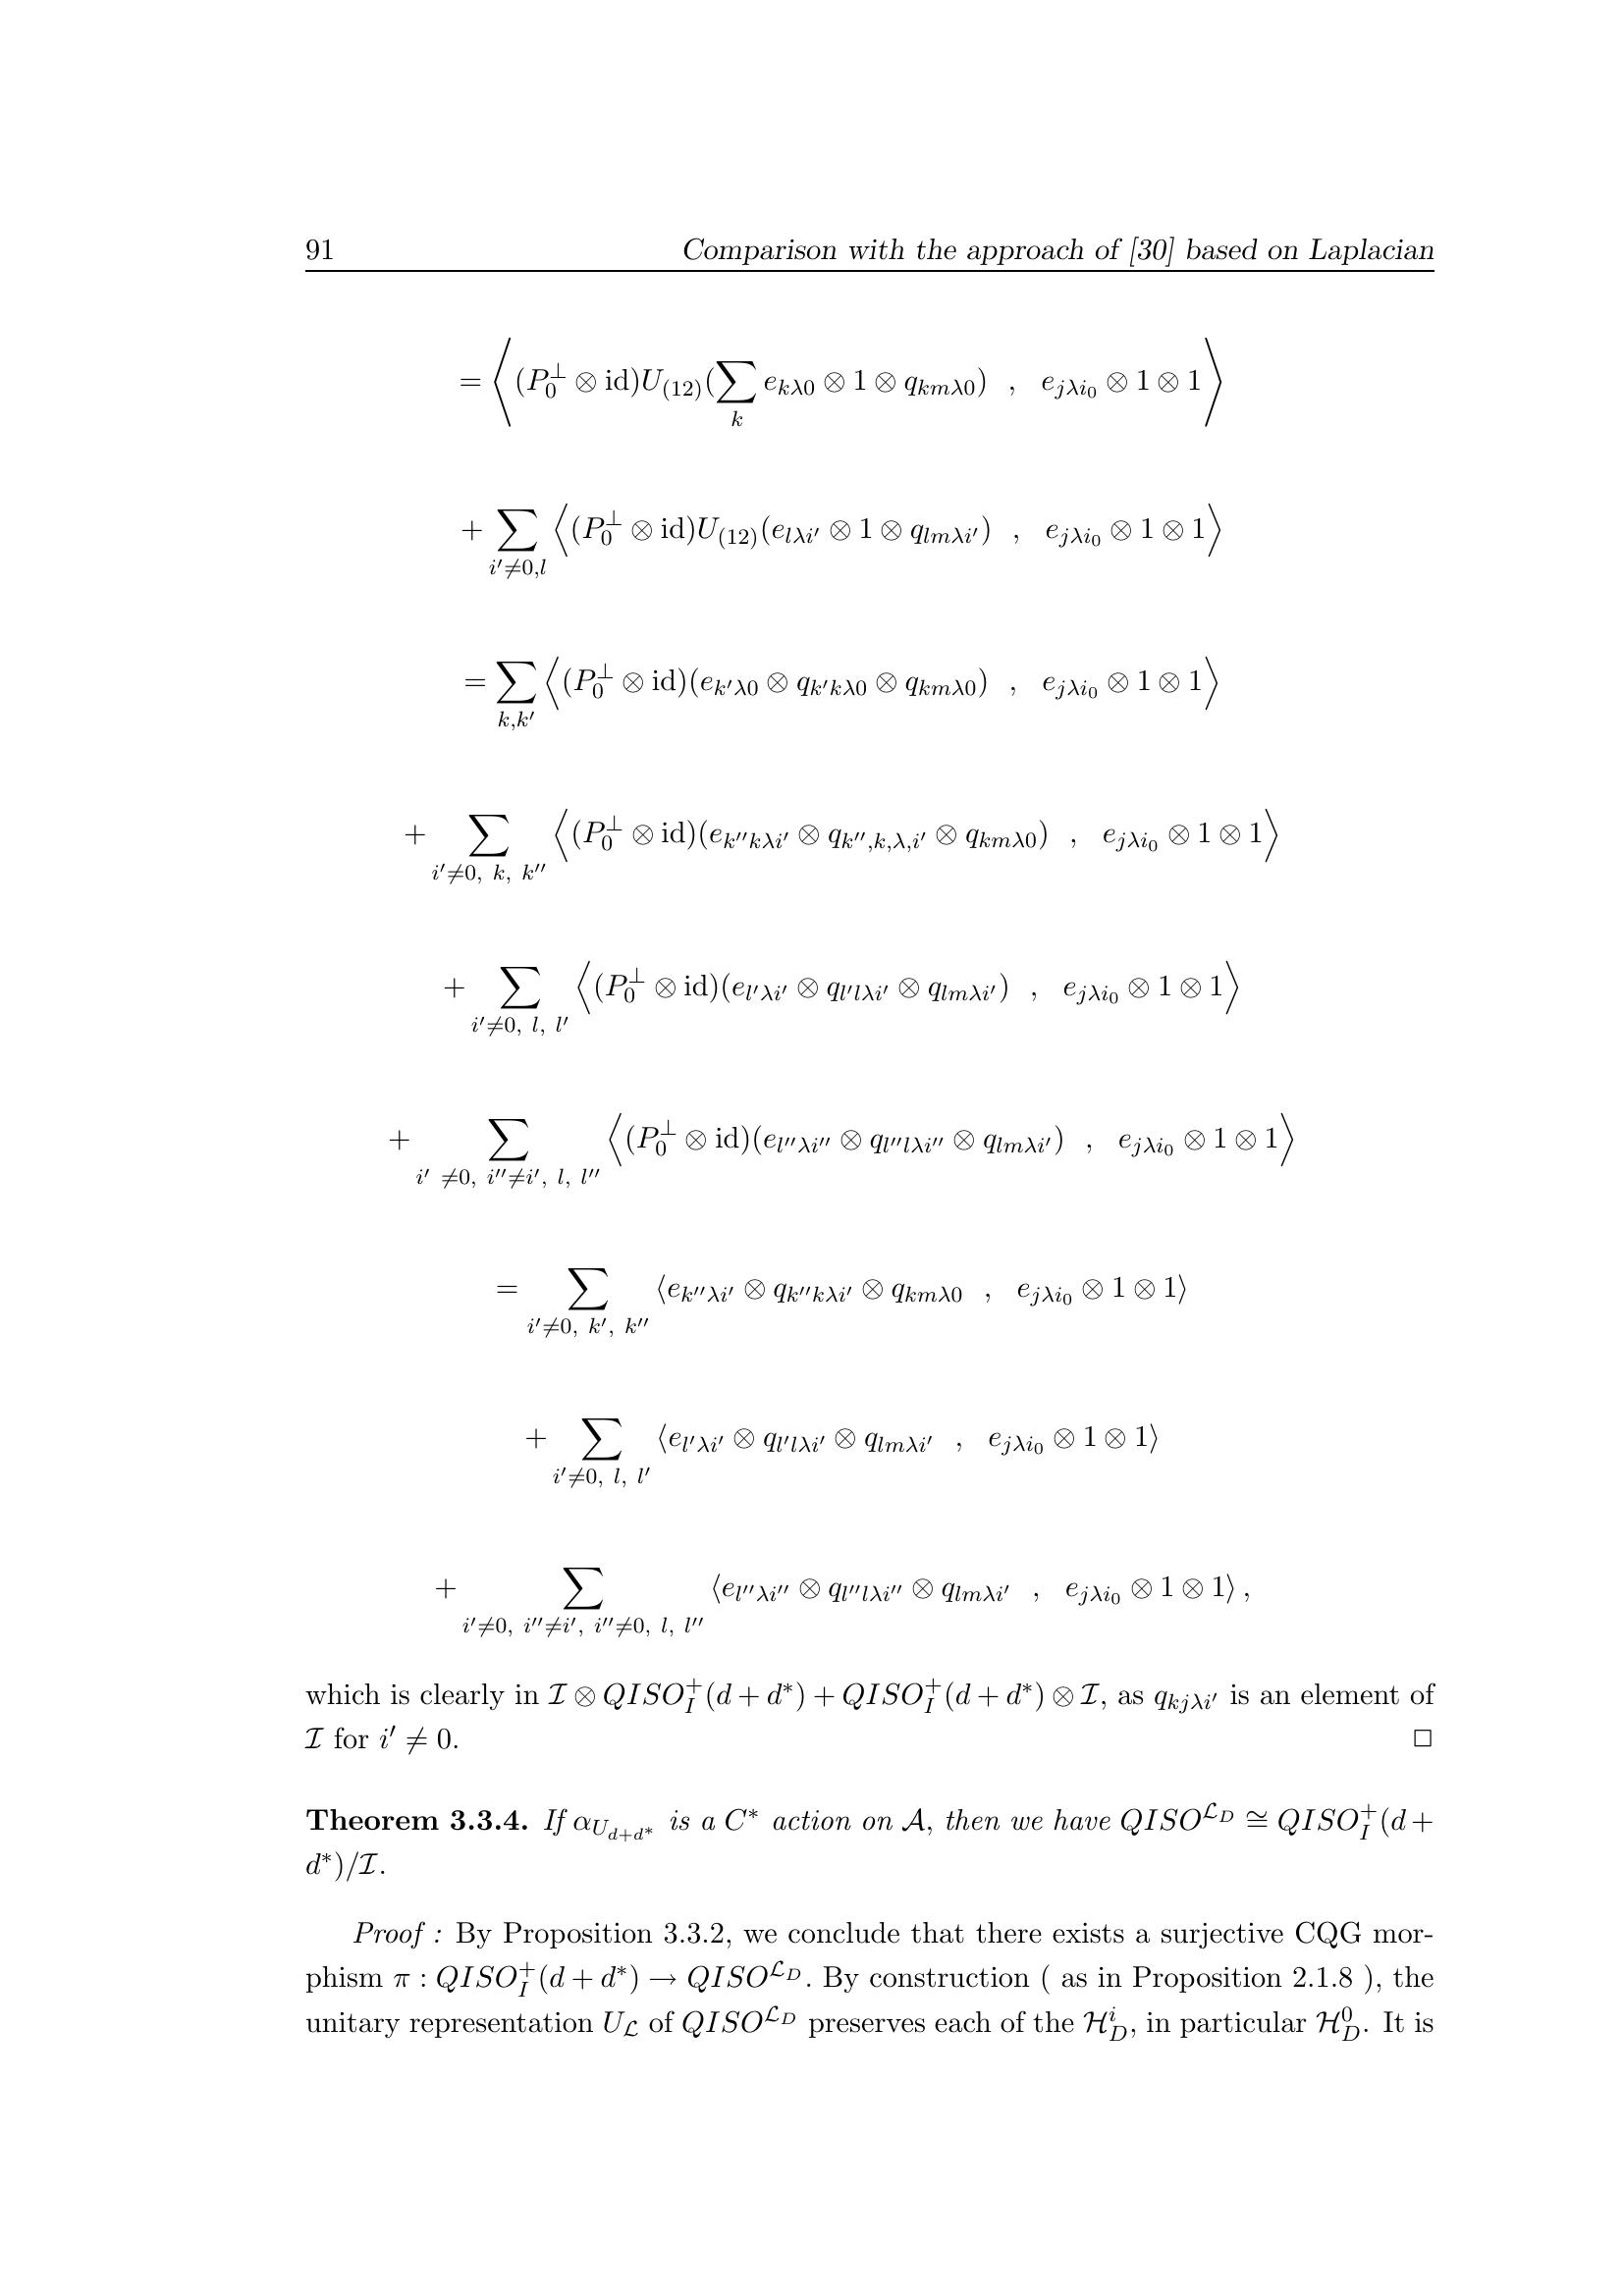 91 Comparison with the approach of [30] based on Laplacian
$= \left\langle (P_0^\perp \otimes \mathrm{id}) U_{(12)} (\sum_k e_{k\lambda 0} \otimes 1 \otimes q_{km\lambda 0}) \ , \ e_{j\lambda i_0} \otimes 1 \otimes 1 \right\rangle$
$+ \sum_{i' \neq 0, l} \left\langle (P_0^\perp \otimes \mathrm{id}) U_{(12)} (e_{l\lambda i'} \otimes 1 \otimes q_{lm\lambda i'}) \ , \ e_{j\lambda i_0} \otimes 1 \otimes 1 \right\rangle$
$= \sum_{k,k'} \left\langle (P_0^\perp \otimes \mathrm{id}) (e_{k'\lambda 0} \otimes q_{k'k\lambda 0} \otimes q_{km\lambda 0}) \ , \ e_{j\lambda i_0} \otimes 1 \otimes 1 \right\rangle$
$+ \sum_{i' \neq 0, \ k, \ k''} \left\langle (P_0^\perp \otimes \mathrm{id}) (e_{k''k\lambda i'} \otimes q_{k'',k,\lambda,i'} \otimes q_{km\lambda 0}) \ , \ e_{j\lambda i_0} \otimes 1 \otimes 1 \right\rangle$
$+ \sum_{i' \neq 0, \ l, \ l'} \left\langle (P_0^\perp \otimes \mathrm{id}) (e_{l'\lambda i'} \otimes q_{l'l\lambda i'} \otimes q_{lm\lambda i'}) \ , \ e_{j\lambda i_0} \otimes 1 \otimes 1 \right\rangle$
$+ \sum_{i' \ \neq 0, \ i'' \neq i', \ l, \ l''} \left\langle (P_0^\perp \otimes \mathrm{id}) (e_{l''\lambda i''} \otimes q_{l''l\lambda i''} \otimes q_{lm\lambda i'}) \ , \ e_{j\lambda i_0} \otimes 1 \otimes 1 \right\rangle$
$= \sum_{i' \neq 0, \ k', \ k''} \langle e_{k''\lambda i'} \otimes q_{k''k\lambda i'} \otimes q_{km\lambda 0} \ , \ e_{j\lambda i_0} \otimes 1 \otimes 1 \rangle$
$+ \sum_{i' \neq 0, \ l, \ l'} \langle e_{l'\lambda i'} \otimes q_{l'l\lambda i'} \otimes q_{lm\lambda i'} \ , \ e_{j\lambda i_0} \otimes 1 \otimes 1 \rangle$
$+ \sum_{i' \neq 0, \ i'' \neq i', \ i'' \neq 0, \ l, \ l''} \langle e_{l''\lambda i''} \otimes q_{l''l\lambda i''} \otimes q_{lm\lambda i'} \ , \ e_{j\lambda i_0} \otimes 1 \otimes 1 \rangle ,$
which is clearly in $\mathcal{I} \otimes QISO_I^+(d + d^*) + QISO_I^+(d + d^*) \otimes \mathcal{I}$, as $q_{kj\lambda i'}$ is an element of
$\mathcal{I}$ for $i' \neq 0$. □
Theorem 3.3.4. If $\alpha_{U_{d+d^*}}$ is a $C^*$ action on $\mathcal{A}$, then we have $QISO^{\mathcal{L}_D} \cong QISO_I^+(d +$
$d^*)/\mathcal{I}$.
Proof : By Proposition 3.3.2, we conclude that there exists a surjective CQG mor-
phism $\pi : QISO_I^+(d + d^*) \to QISO^{\mathcal{L}_D}$. By construction ( as in Proposition 2.1.8 ), the
unitary representation $U_{\mathcal{L}}$ of $QISO^{\mathcal{L}_D}$ preserves each of the $\mathcal{H}_D^i$, in particular $\mathcal{H}_D^0$. It is